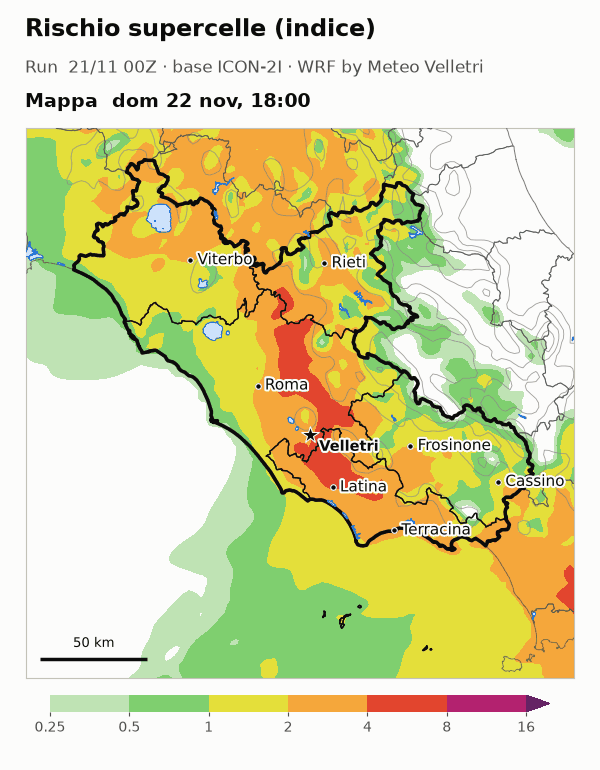 Rischio supercelle (indice)
Run  21/11 00Z · base ICON-2I · WRF by Meteo Velletri
Mappa  dom 22 nov, 18:00
Viterbo
Rieti
Roma
Velletri
Frosinone
Latina
Cassino
Terracina
50 km
0.25 0.5 1 2 4 8 16